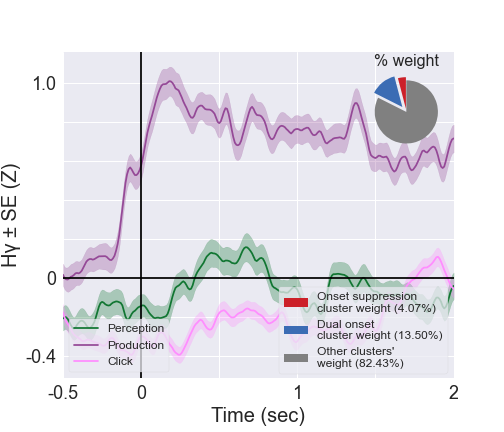 % weight
1.0
0
-0.4
Hγ ± SE (Z)
Perception
Production
Click
Onset suppression
cluster weight (4.07%)
Dual onset
cluster weight (13.50%)
Other clusters'
weight (82.43%)
-0.5
0
1
2
Time (sec)